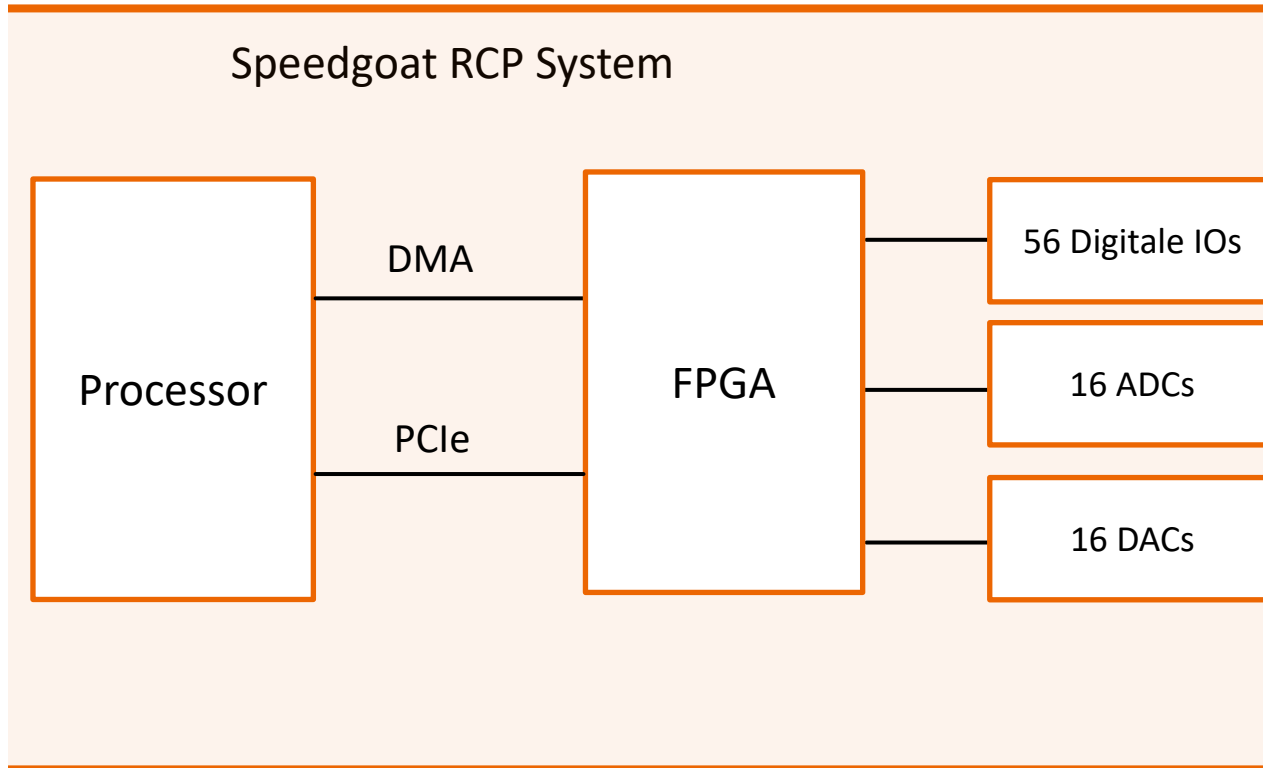 Speedgoat RCP System
Processor
DMA
PCIe
FPGA
56 Digitale IOs
16 ADCs
16 DACs